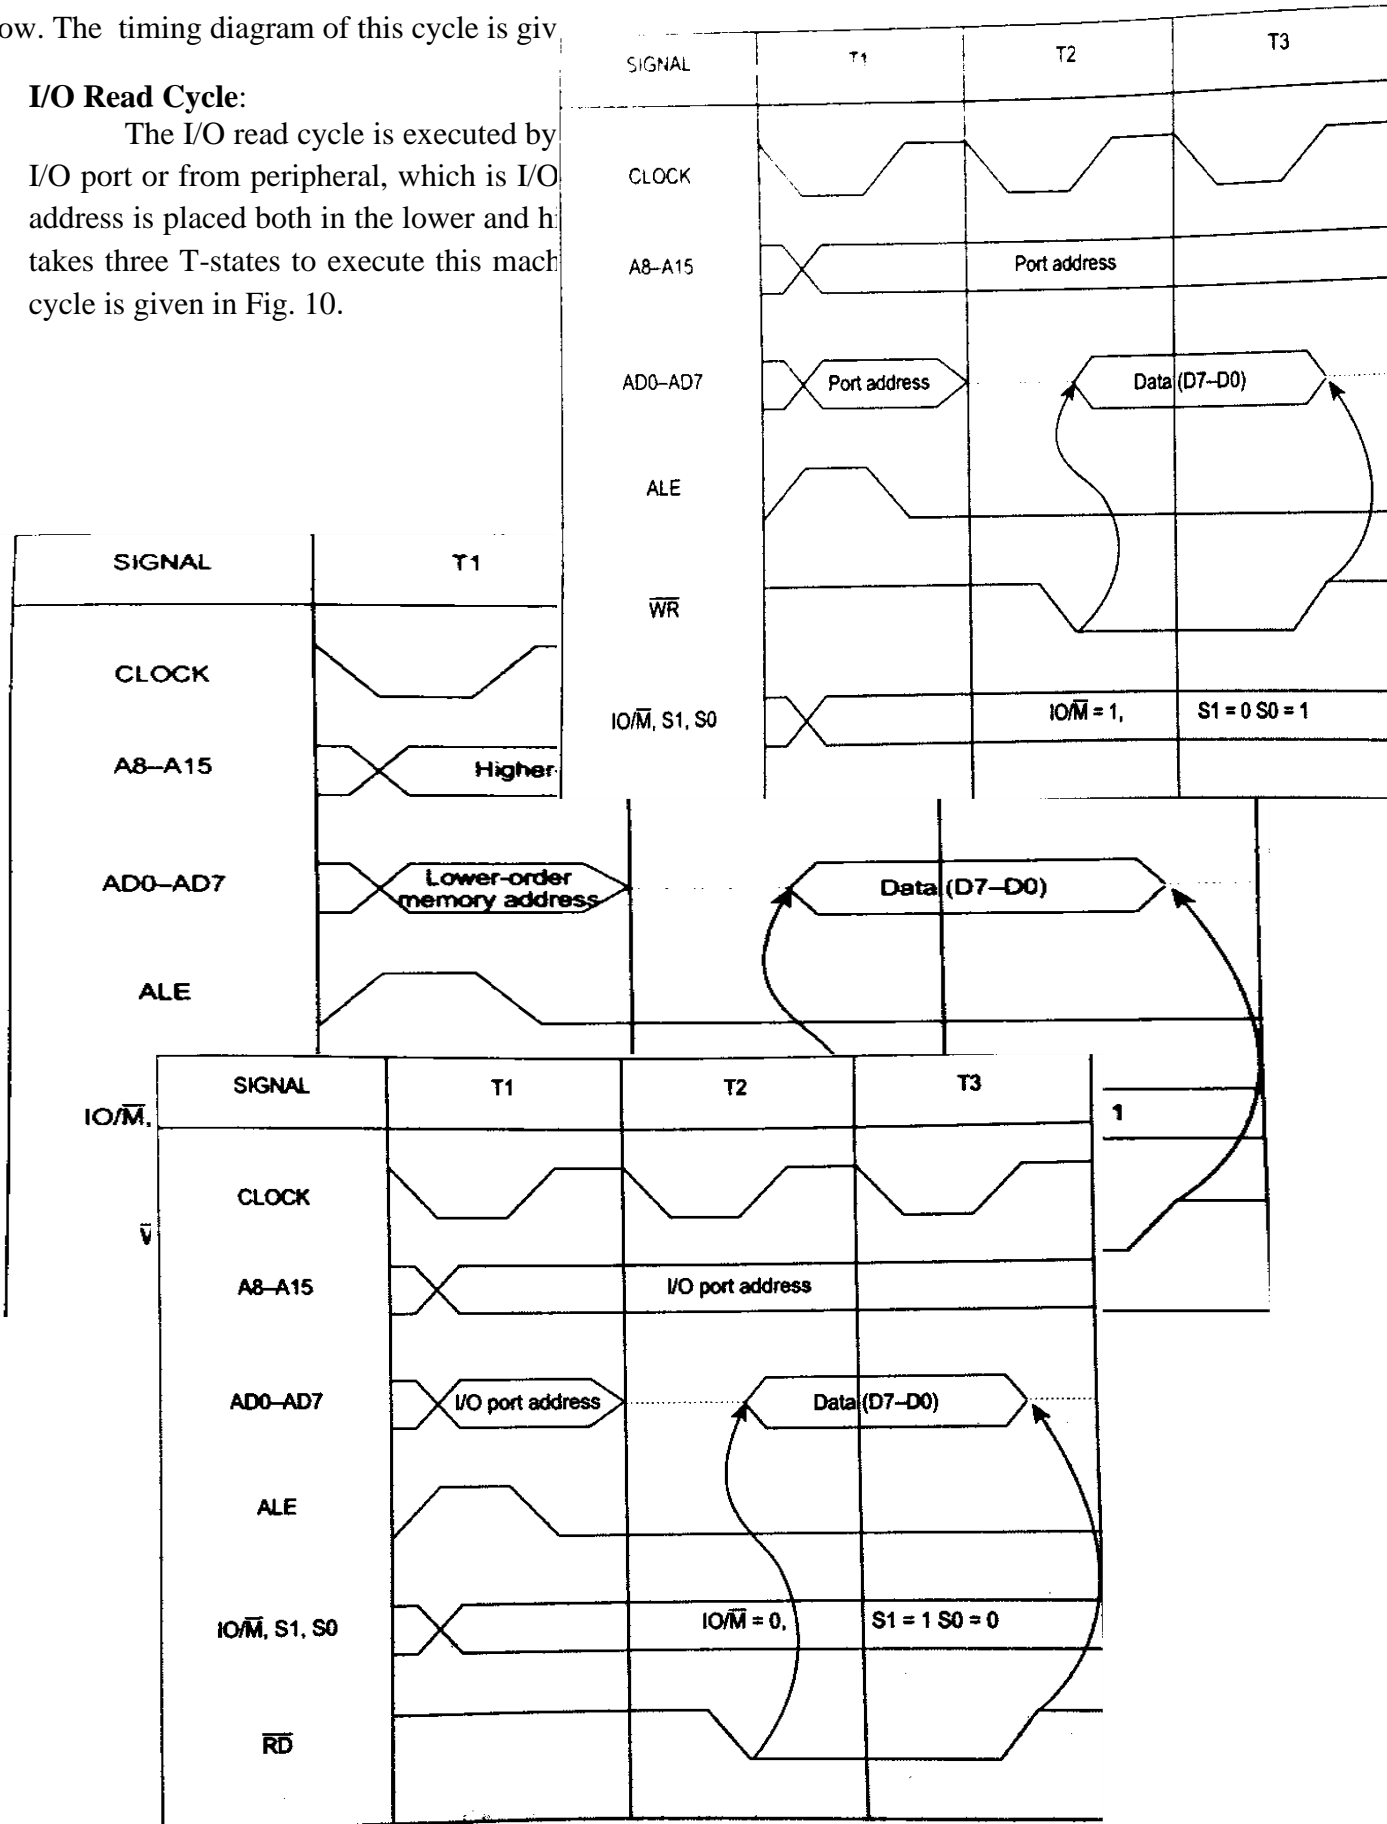 ow. The timing diagram of this cycle is giv
I/O Read Cycle:
The I/O read cycle is executed by
I/O port or from peripheral, which is I/O
address is placed both in the lower and hi
takes three T-states to execute this mach
cycle is given in Fig. 10.
SIGNAL T1 T2 T3
CLOCK
A8–A15 Port address
AD0–AD7 Port address Data (D7–D0)
ALE
W̅R̅
IO/M̅, S1, S0 IO/M̅ = 1, S1 = 0 S0 = 1
SIGNAL T1
CLOCK
A8–A15 Higher-
AD0–AD7 Lower-order
memory address Data (D7–D0)
ALE
IO/M̅, 1
SIGNAL T1 T2 T3
CLOCK
A8–A15 I/O port address
AD0–AD7 I/O port address Data (D7–D0)
ALE
IO/M̅, S1, S0 IO/M̅ = 0, S1 = 1 S0 = 0
R̅D̅